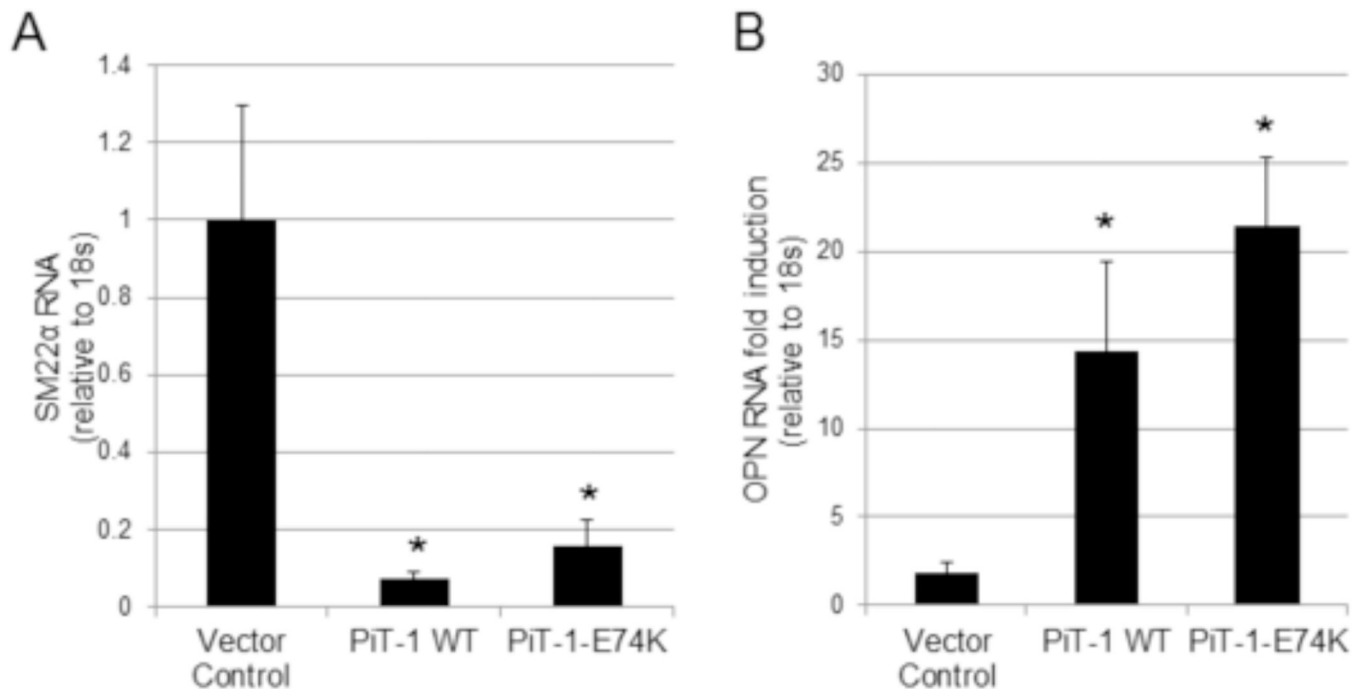 A
SM22α RNA
(relative to 18s)
1.4
1.2
1
0.8
0.6
0.4
0.2
0
*
*
Vector
Control
PiT-1 WT
PiT-1-E74K
B
OPN RNA fold induction
(relative to 18s)
30
25
20
15
10
5
0
*
*
Vector
Control
PiT-1 WT
PiT-1-E74K